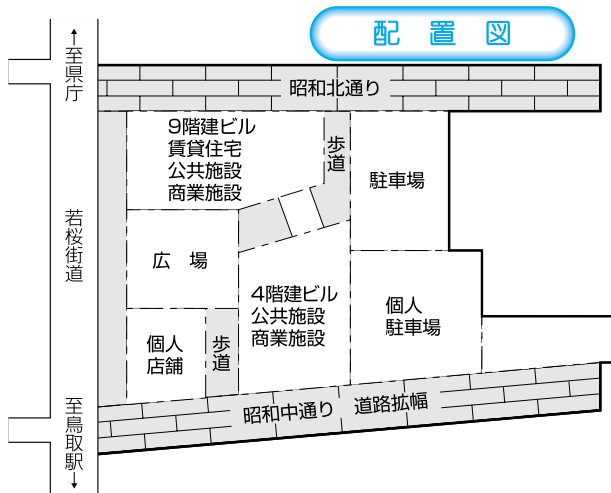 配置図
↑至県庁
昭和北通り
9階建ビル
賃貸住宅
公共施設
商業施設
歩道
駐車場
若桜街道
広 場
4階建ビル
公共施設
商業施設
個人
駐車場
個人
店舗
歩道
昭和中通り 道路拡幅
至鳥取駅↓